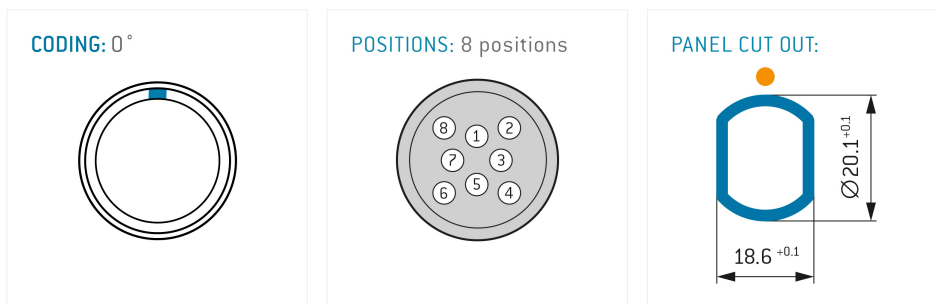 CODING: 0°
POSITIONS: 8 positions
PANEL CUT OUT:
8
1
2
7
3
6
5
4
Ø20.1+0.1
18.6 +0.1